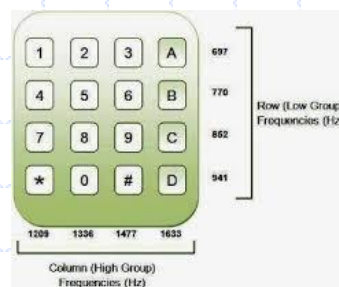 1 2 3 A 697
4 5 6 B 770
Row (Low Group)
Frequencies (Hz)
7 8 9 C 852
* 0 # D 941
1209 1336 1477 1633
Column (High Group)
Frequencies (Hz)